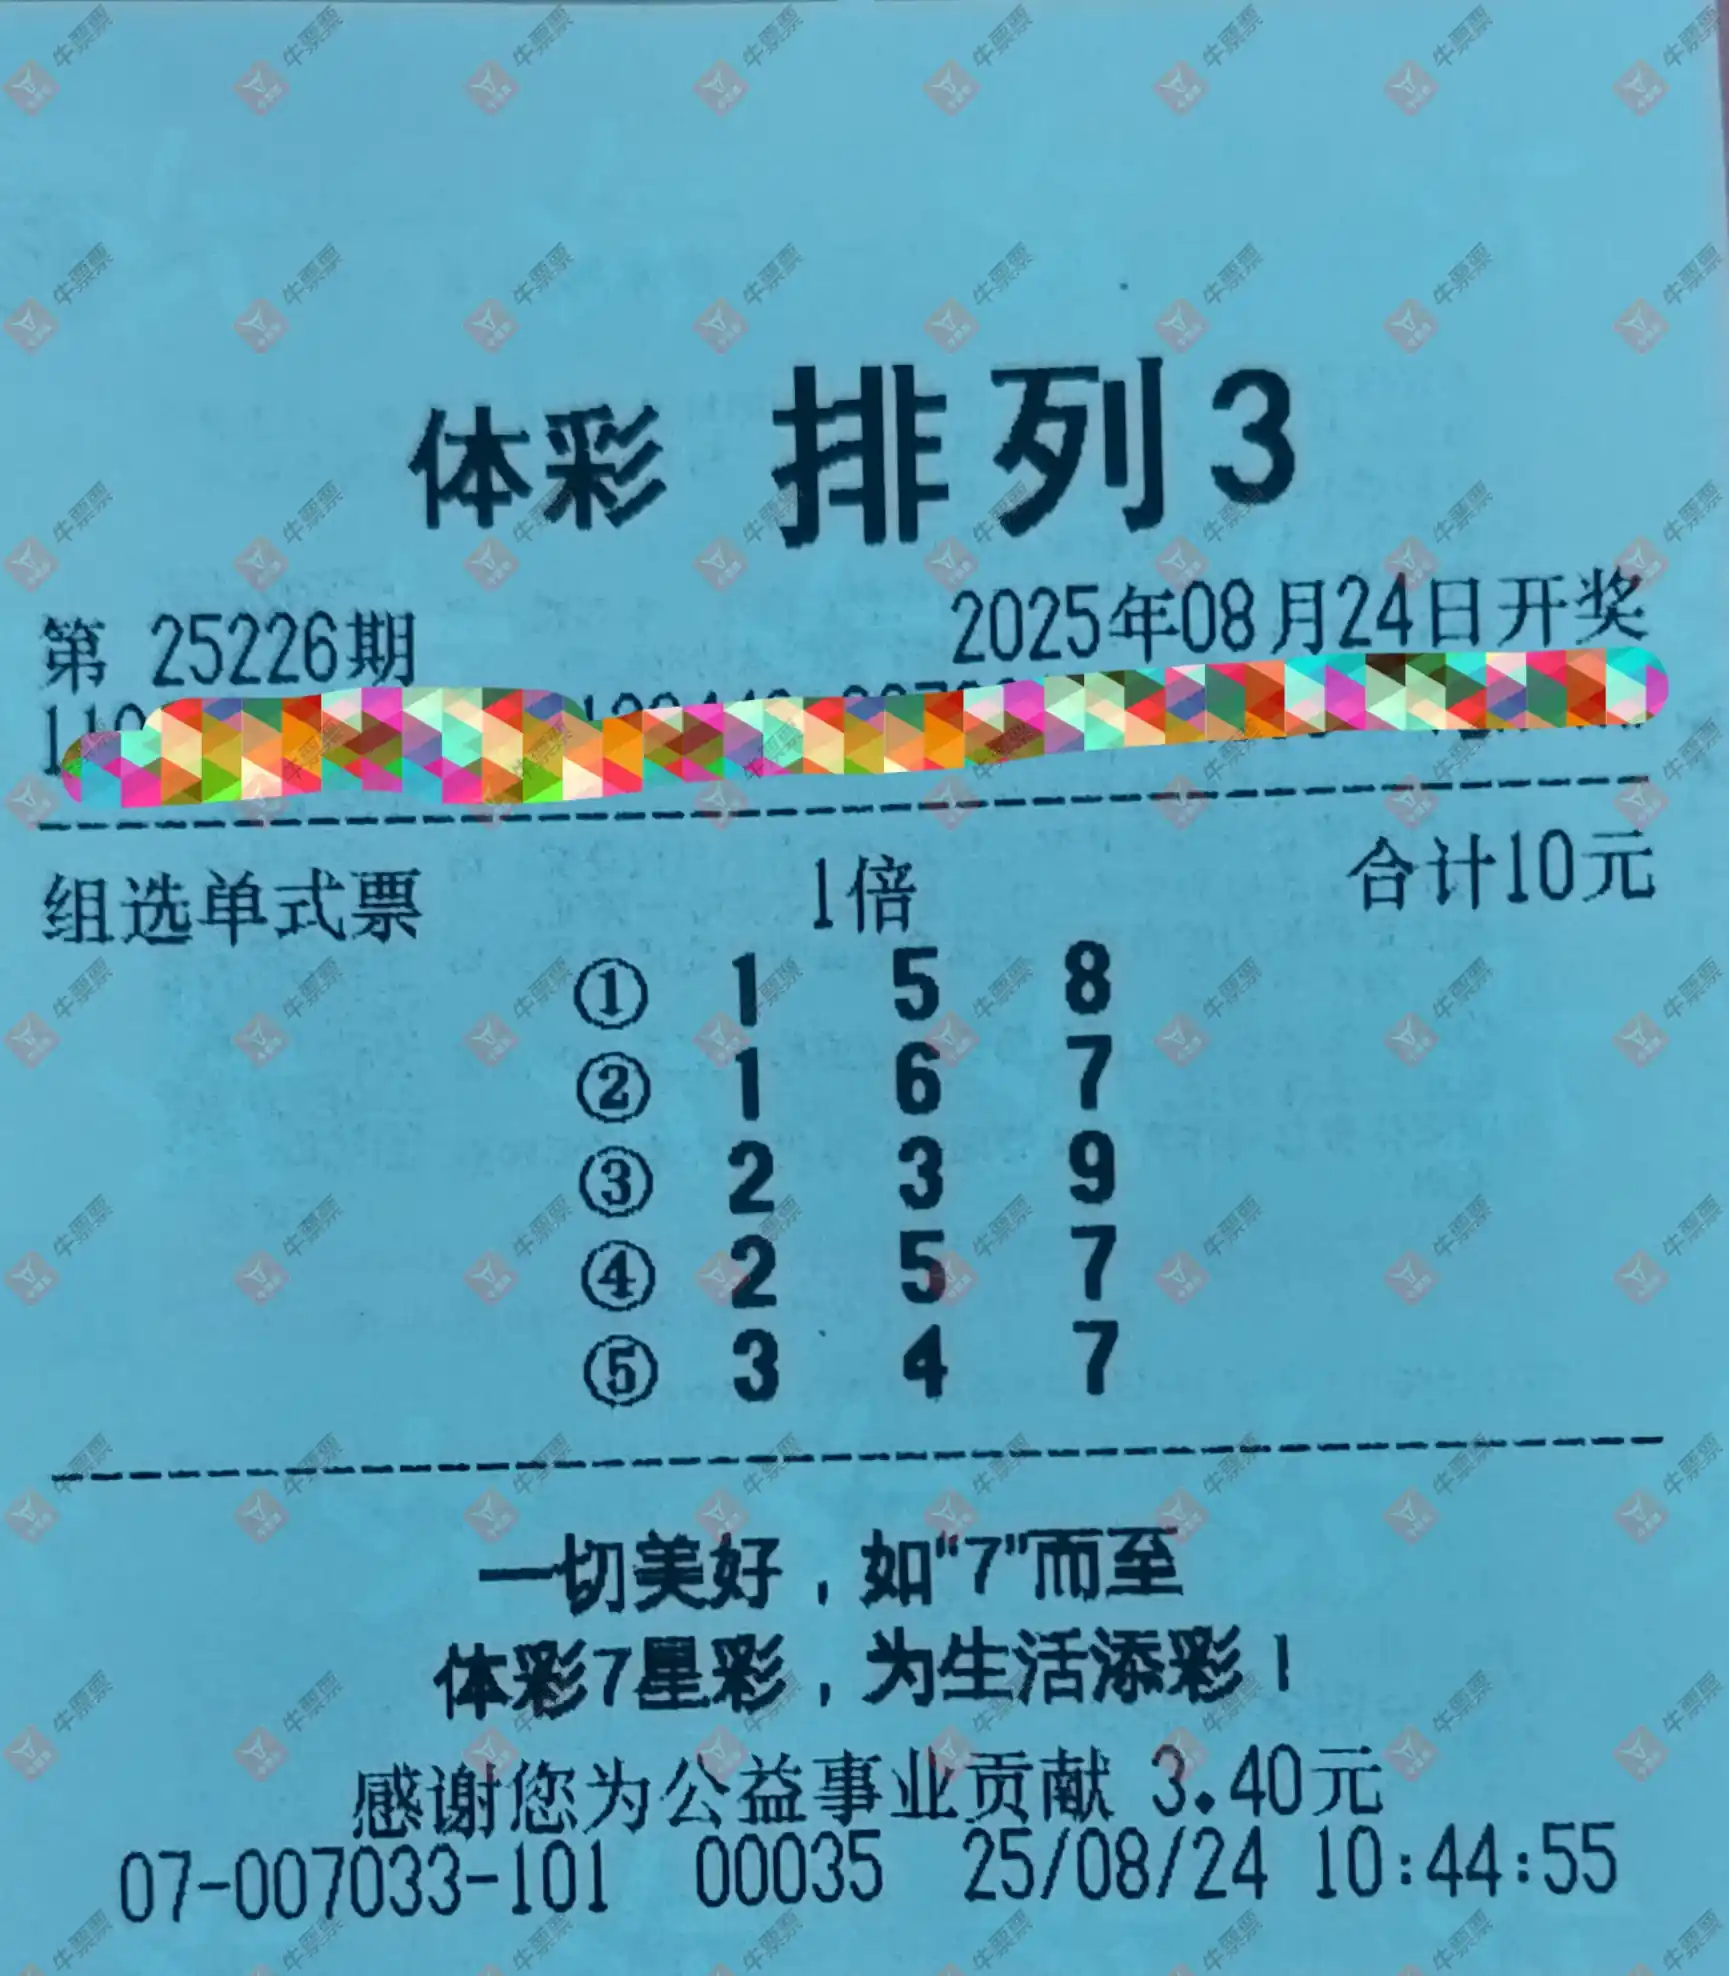 体彩 排列3
第 25226期 2025年08月24日开奖
110
组选单式票 1倍 合计10元
① 1 5 8
② 1 6 7
③ 2 3 9
④ 2 5 7
⑤ 3 4 7
一切美好，如“7”而至
体彩7星彩，为生活添彩！
感谢您为公益事业贡献 3.40元
07-007033-101 00035 25/08/24 10:44:55
牛票票